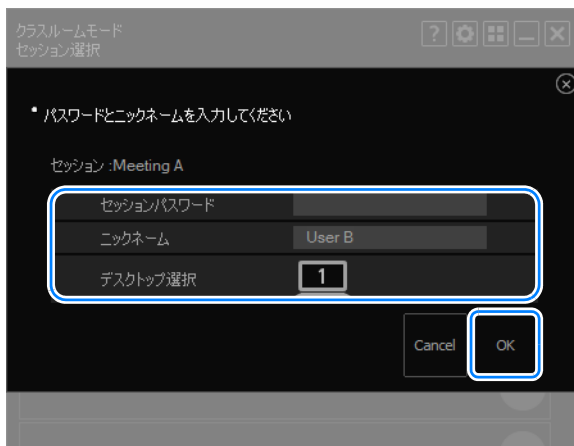 クラスルームモード
セッション選択
?
・ パスワードとニックネームを入力してください
セッション :Meeting A
セッションパスワード
ニックネーム User B
デスクトップ選択 1
Cancel OK